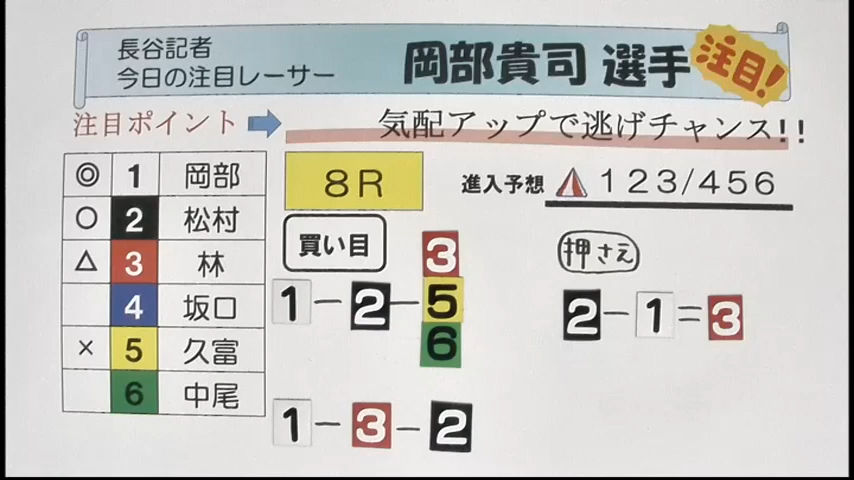 長谷記者
今日の注目レーサー
岡部貴司 選手
注目!
注目ポイント
気配アップで逃げチャンス!!
◎ 1 岡部
○ 2 松村
△ 3 林
4 坂口
× 5 久富
6 中尾
8R
進入予想 123/456
買い目
3
1-2-5
6
1-3-2
押さえ
2-1=3